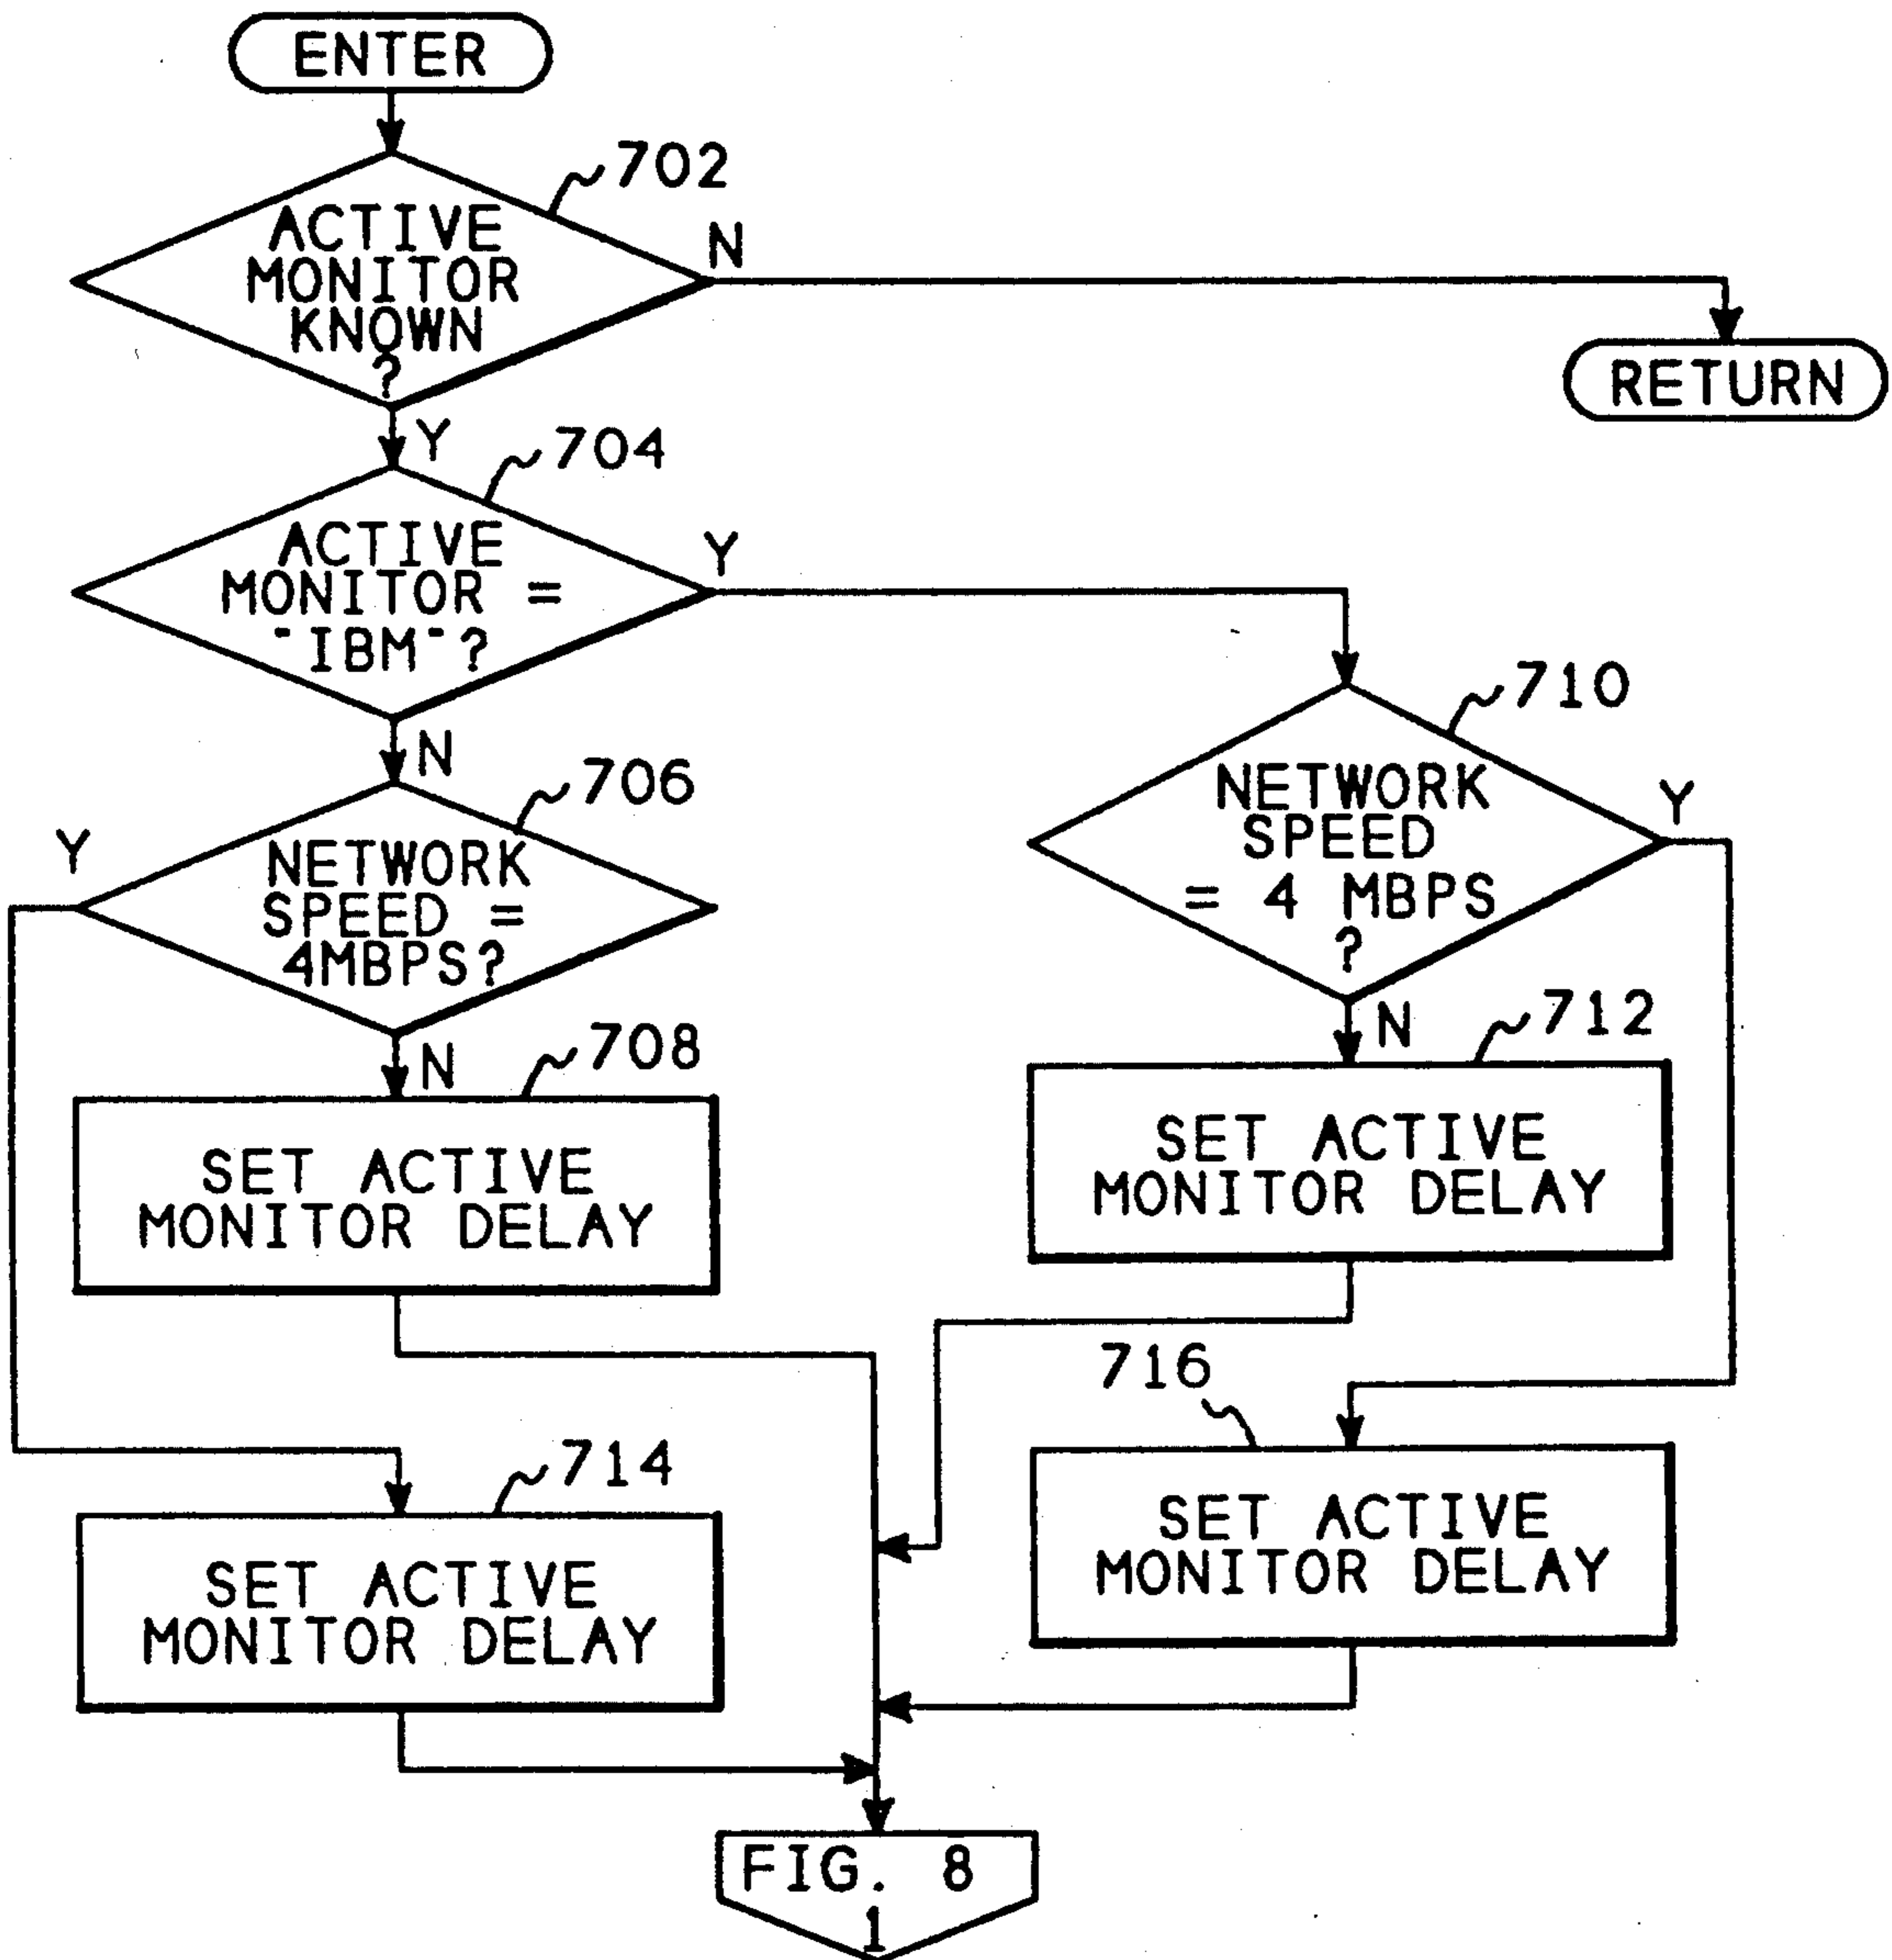 ENTER
702
ACTIVE
MONITOR
KNOWN
?
N
RETURN
Y
704
ACTIVE
MONITOR =
"IBM"?
Y
N
706
NETWORK
SPEED =
4MBPS?
Y
N
710
NETWORK
SPEED
= 4 MBPS
?
Y
N
708
SET ACTIVE
MONITOR DELAY
712
SET ACTIVE
MONITOR DELAY
714
SET ACTIVE
MONITOR DELAY
716
SET ACTIVE
MONITOR DELAY
FIG. 8
1